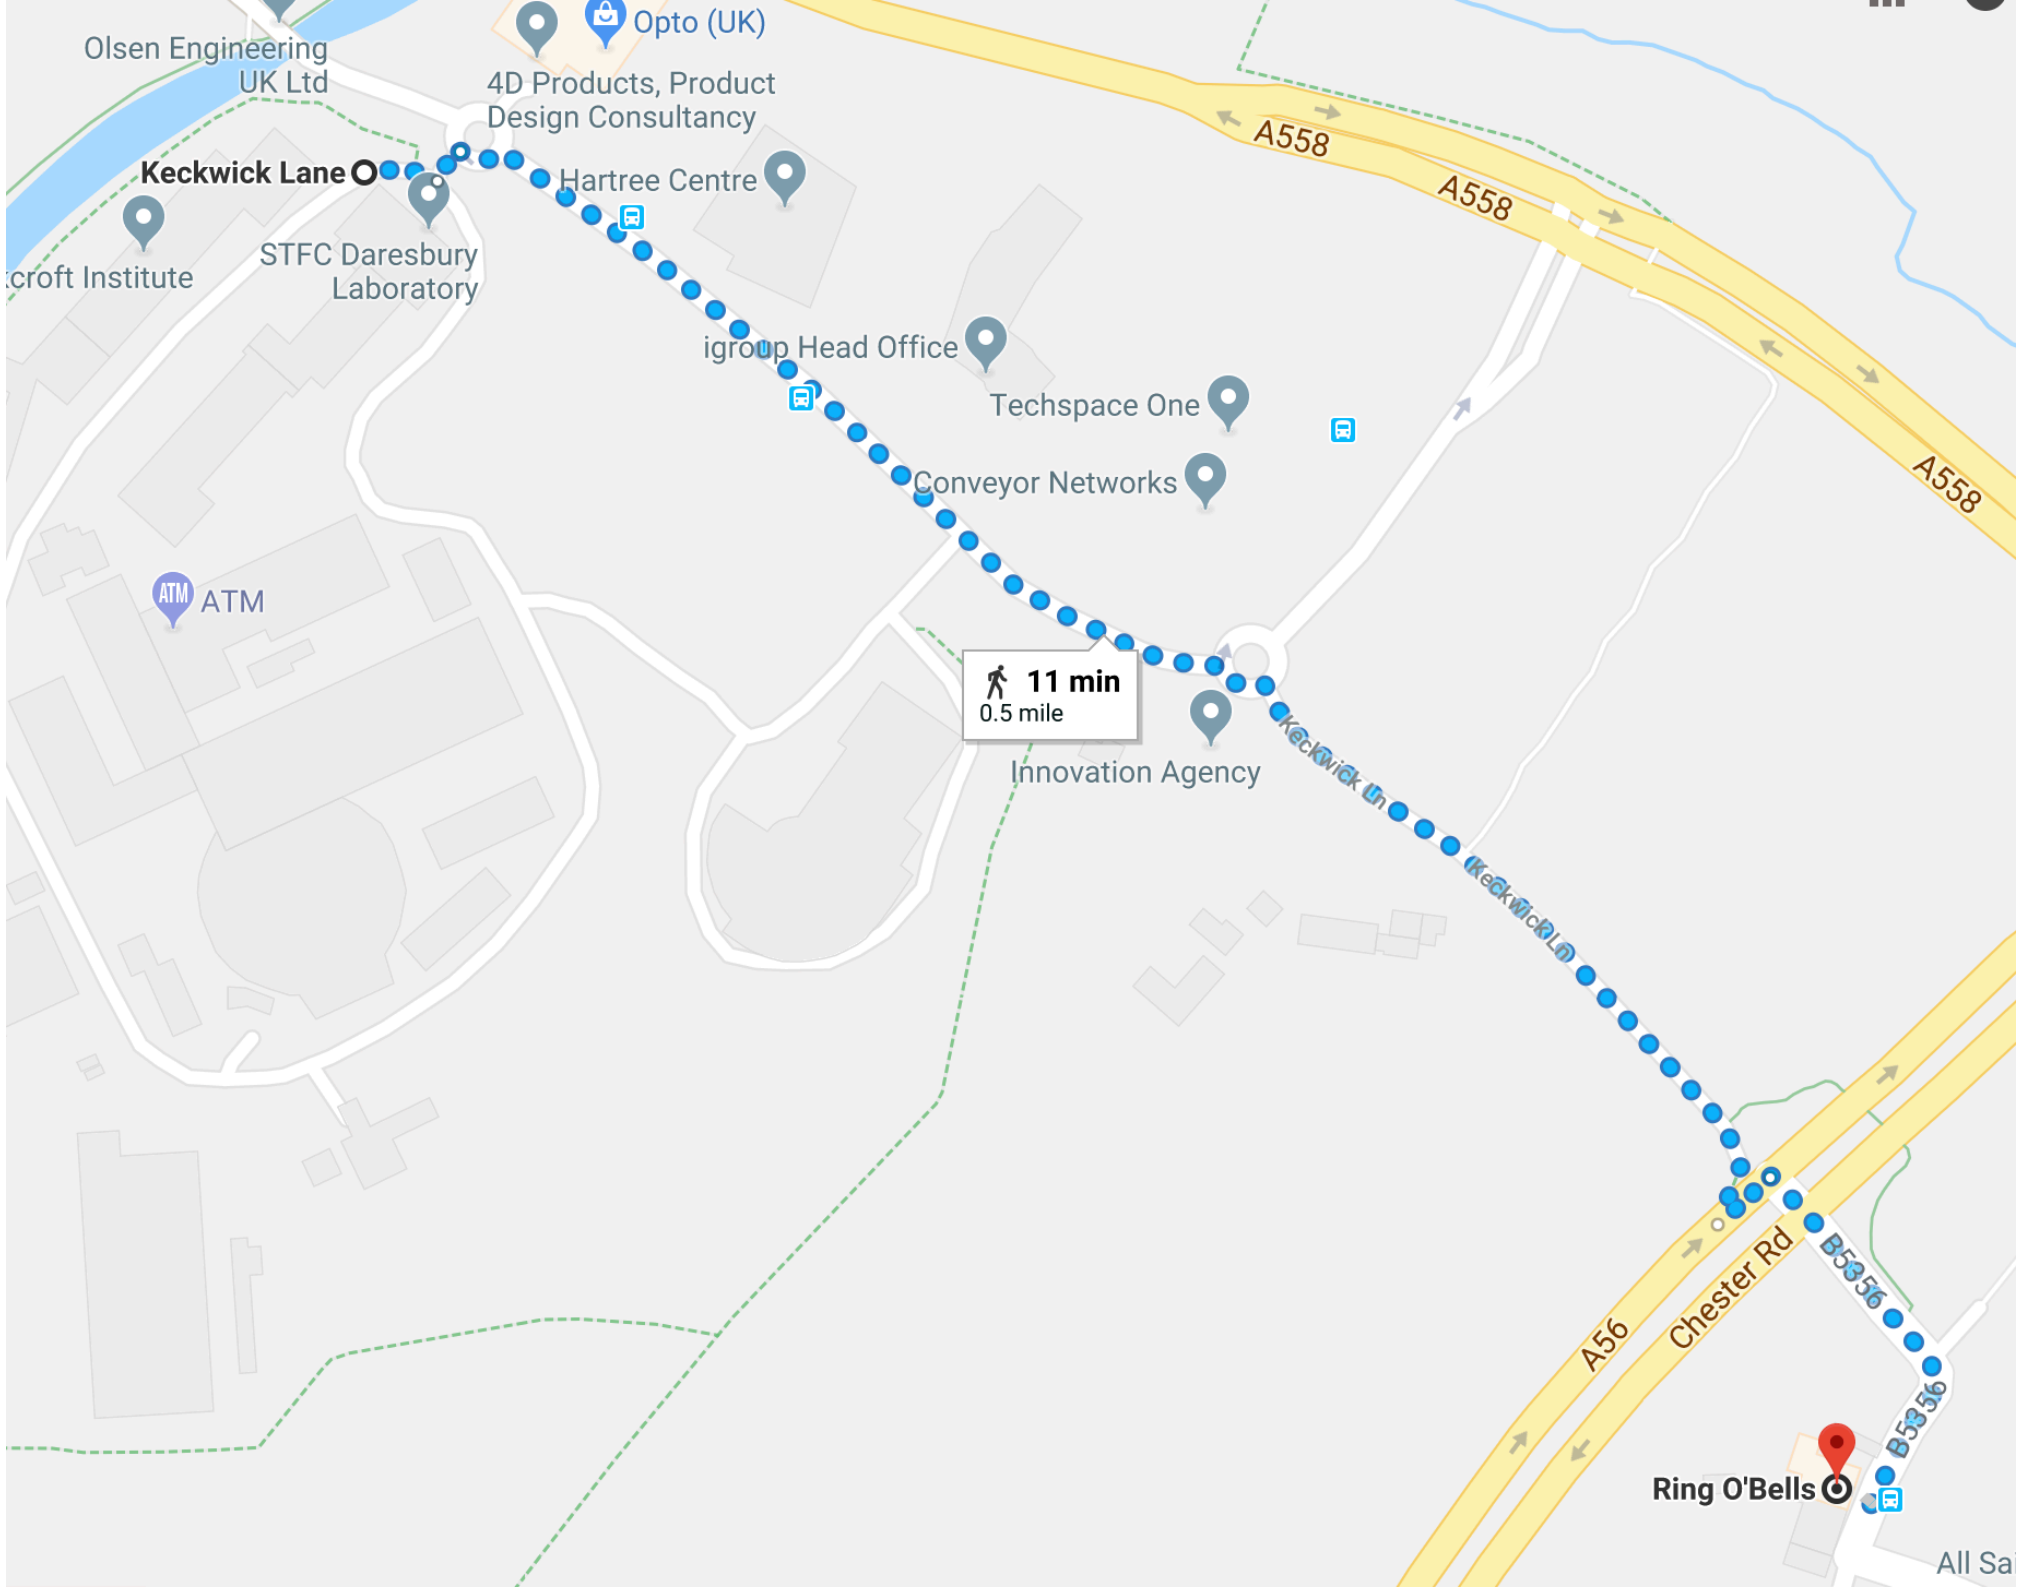 Olsen Engineering
UK Ltd
Opto (UK)
4D Products, Product
Design Consultancy
A558
Keckwick Lane
Hartree Centre
A558
STFC Daresbury
Laboratory
croft Institute
igroup Head Office
Techspace One
Conveyor Networks
A558
ATM
ATM
11 min
0.5 mile
Innovation Agency
Keckwick Ln
Keckwick Ln
B5356
Chester Rd
A56
B5356
Ring O'Bells
All Sai